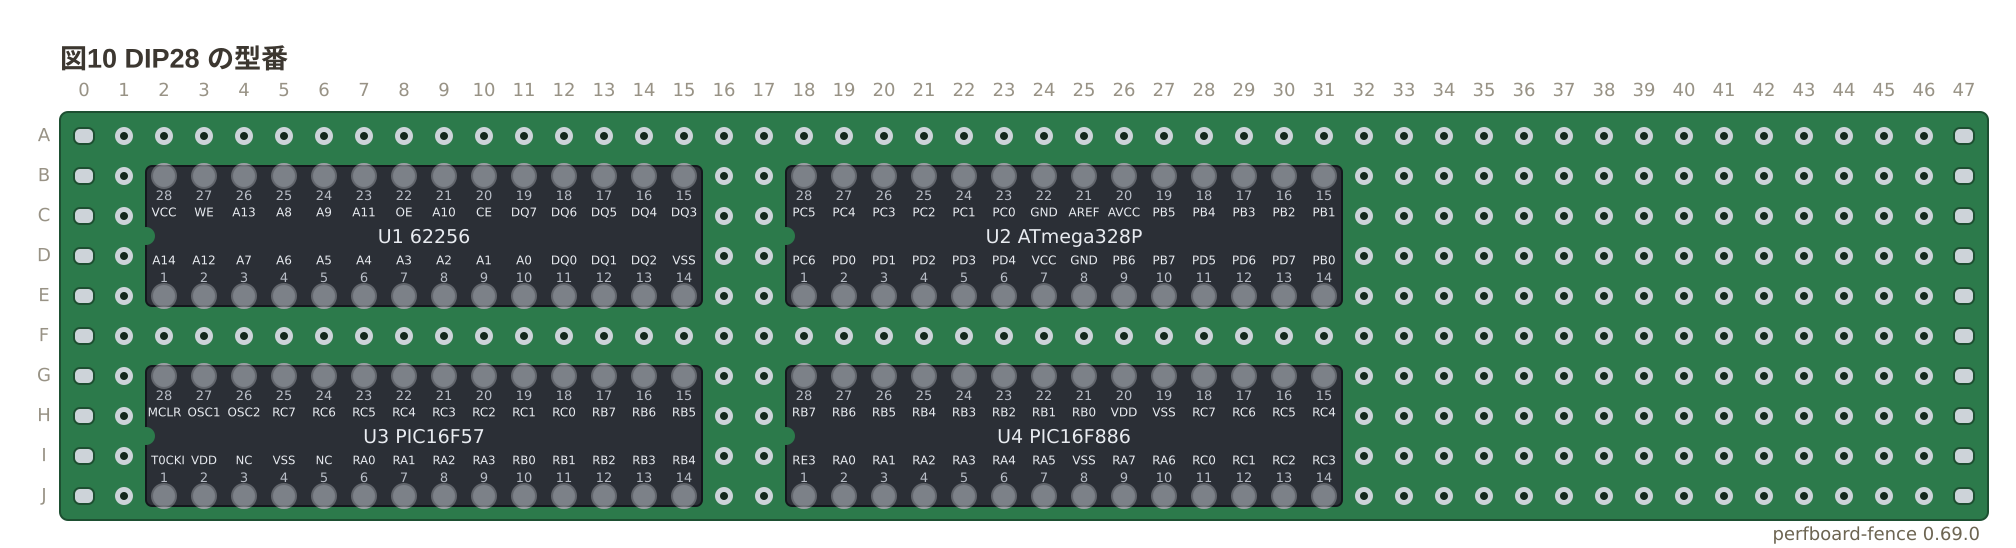 図10 DIP28 の型番
0 1 2 3 4 5 6 7 8 9 10 11 12 13 14 15 16 17 18 19 20 21 22 23 24 25 26 27 28 29 30 31 32 33 34 35 36 37 38 39 40 41 42 43 44 45 46 47
A
B
28 27 26 25 24 23 22 21 20 19 18 17 16 15 28 27 26 25 24 23 22 21 20 19 18 17 16 15
C VCC WE A13 A8 A9 A11 OE A10 CE DQ7 DQ6 DQ5 DQ4 DQ3 PC5 PC4 PC3 PC2 PC1 PC0 GND AREF AVCC PB5 PB4 PB3 PB2 PB1
U1 62256 U2 ATmega328P
D A14 A12 A7 A6 A5 A4 A3 A2 A1 A0 DQ0 DQ1 DQ2 VSS PC6 PD0 PD1 PD2 PD3 PD4 VCC GND PB6 PB7 PD5 PD6 PD7 PB0
1 2 3 4 5 6 7 8 9 10 11 12 13 14 1 2 3 4 5 6 7 8 9 10 11 12 13 14
E
F
G
28 27 26 25 24 23 22 21 20 19 18 17 16 15 28 27 26 25 24 23 22 21 20 19 18 17 16 15
H MCLR OSC1 OSC2 RC7 RC6 RC5 RC4 RC3 RC2 RC1 RC0 RB7 RB6 RB5 RB7 RB6 RB5 RB4 RB3 RB2 RB1 RB0 VDD VSS RC7 RC6 RC5 RC4
U3 PIC16F57 U4 PIC16F886
I T0CKI VDD NC VSS NC RA0 RA1 RA2 RA3 RB0 RB1 RB2 RB3 RB4 RE3 RA0 RA1 RA2 RA3 RA4 RA5 VSS RA7 RA6 RC0 RC1 RC2 RC3
1 2 3 4 5 6 7 8 9 10 11 12 13 14 1 2 3 4 5 6 7 8 9 10 11 12 13 14
J
perfboard-fence 0.69.0